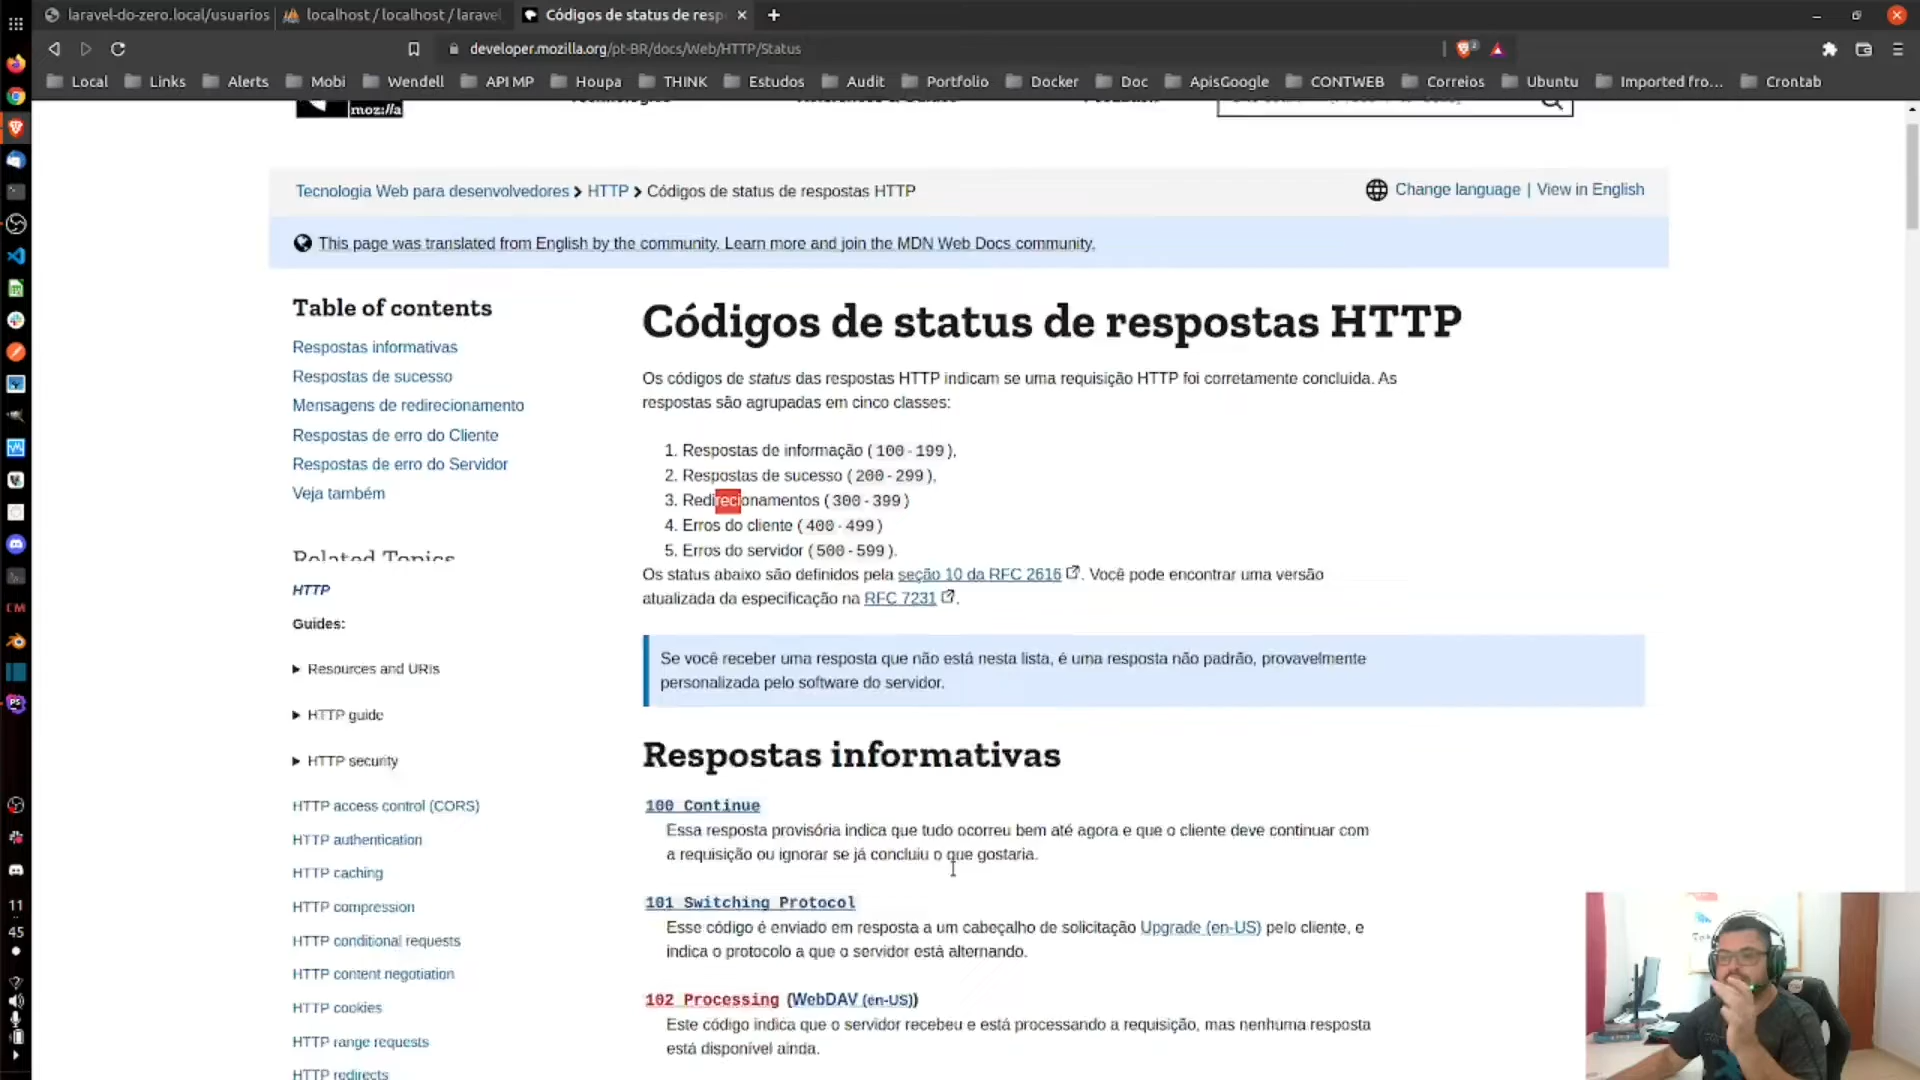 laravel-do-zero.local/usuarios
localhost / localhost / laravel
Códigos de status de resp
developer.mozilla.org/pt-BR/docs/Web/HTTP/Status
Local
Links
Alerts
Mobi
Wendell
API MP
Houpa
THINK
Estudos
Audit
Portfolio
Docker
Doc
ApisGoogle
CONTWEB
Correios
Ubuntu
Imported fro...
Crontab
moz://a
Tecnologia Web para desenvolvedores
HTTP
Códigos de status de respostas HTTP
Change language | View in English
This page was translated from English by the community. Learn more and join the MDN Web Docs community.
Table of contents
Respostas informativas
Respostas de sucesso
Mensagens de redirecionamento
Respostas de erro do Cliente
Respostas de erro do Servidor
Veja também
Related Topics
HTTP
Guides:
Resources and URIs
HTTP guide
HTTP security
HTTP access control (CORS)
HTTP authentication
HTTP caching
HTTP compression
HTTP conditional requests
HTTP content negotiation
HTTP cookies
HTTP range requests
HTTP redirects
Códigos de status de respostas HTTP
Os códigos de status das respostas HTTP indicam se uma requisição HTTP foi corretamente concluída. As
respostas são agrupadas em cinco classes:
1. Respostas de informação (100-199),
2. Respostas de sucesso (200-299),
3. Redirecionamentos (300-399)
4. Erros do cliente (400-499)
5. Erros do servidor (500-599).
Os status abaixo são definidos pela seção 10 da RFC 2616. Você pode encontrar uma versão
atualizada da especificação na RFC 7231.
Se você receber uma resposta que não está nesta lista, é uma resposta não padrão, provavelmente
personalizada pelo software do servidor.
Respostas informativas
100 Continue
Essa resposta provisória indica que tudo ocorreu bem até agora e que o cliente deve continuar com
a requisição ou ignorar se já concluiu o que gostaria.
101 Switching Protocol
Esse código é enviado em resposta a um cabeçalho de solicitação Upgrade (en-US) pelo cliente, e
indica o protocolo a que o servidor está alternando.
102 Processing (WebDAV (en-US))
Este código indica que o servidor recebeu e está processando a requisição, mas nenhuma resposta
está disponível ainda.
11
45